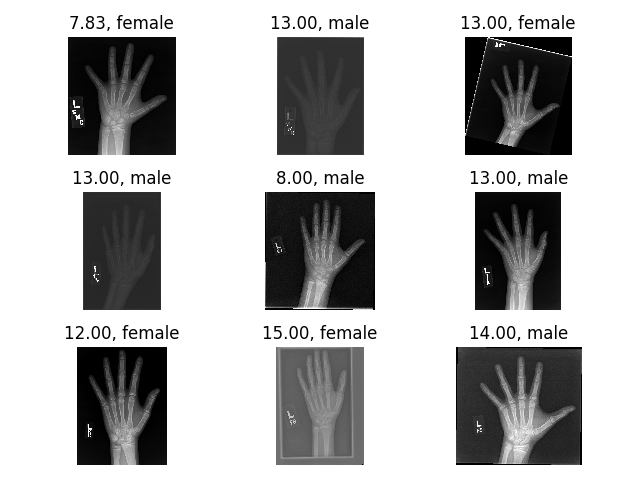 7.83, female
13.00, male
13.00, female
13.00, male
8.00, male
13.00, male
12.00, female
15.00, female
14.00, male
L
L
L
L
L